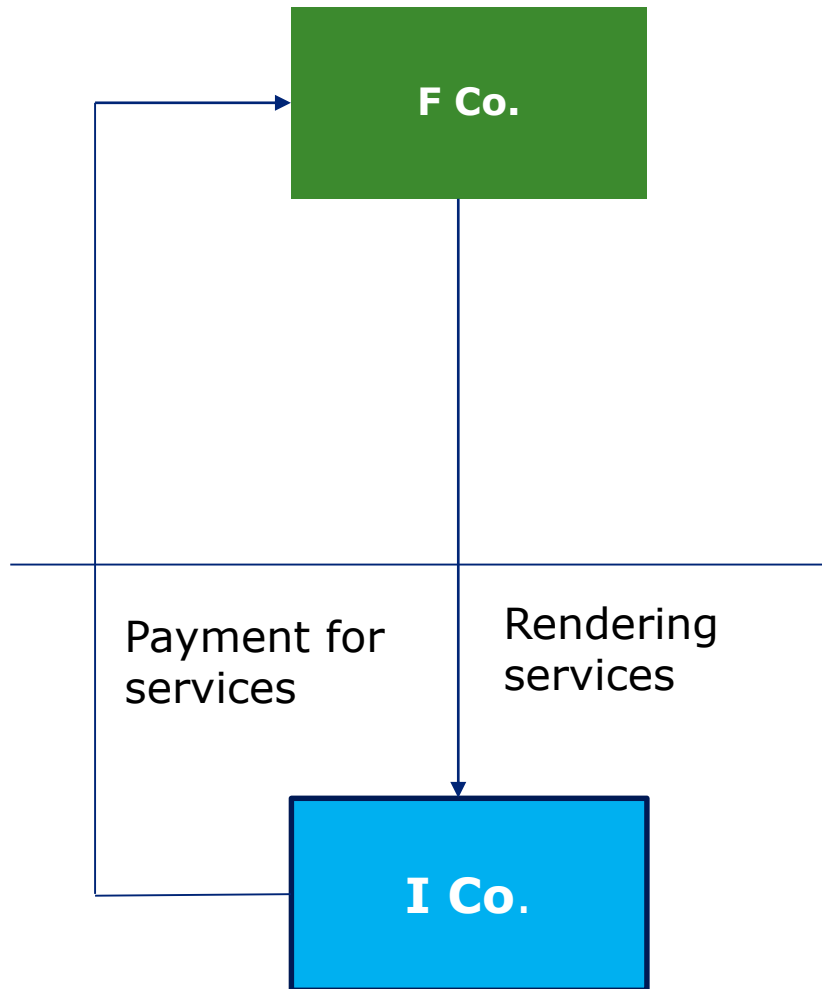 F Co.
Payment for
services
Rendering
services
I Co.